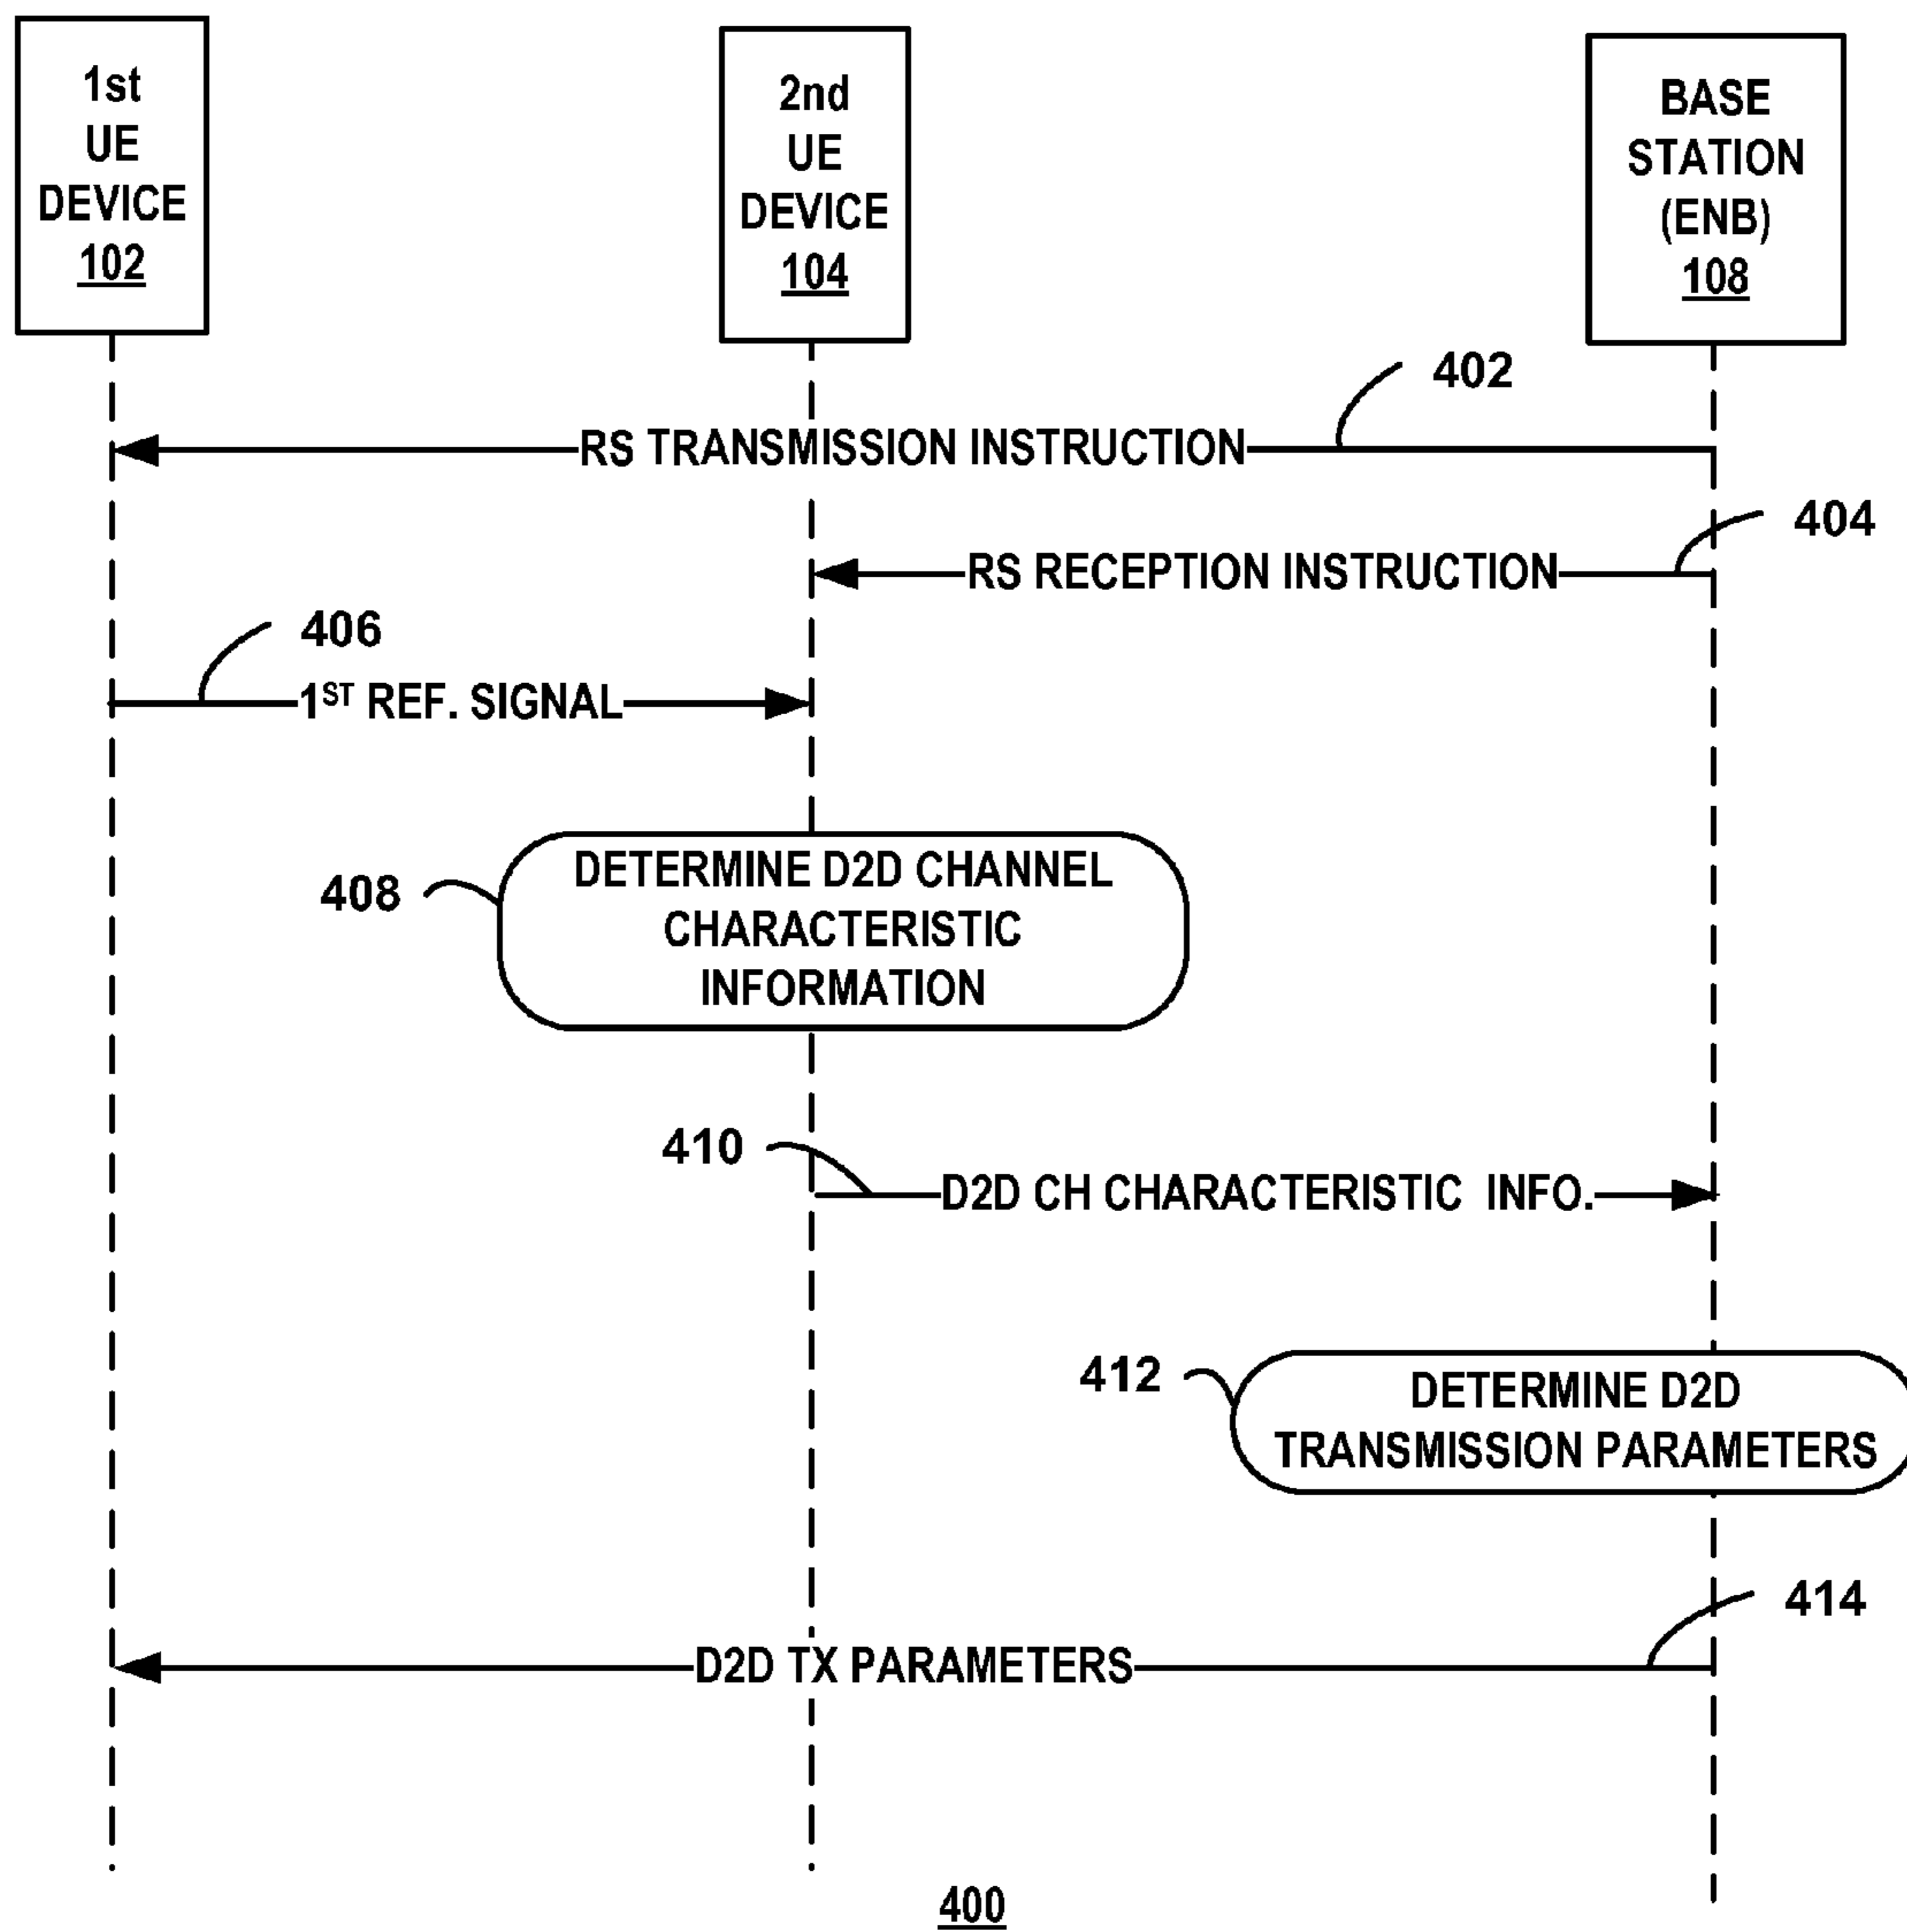 1st
UE
DEVICE
102
2nd
UE
DEVICE
104
BASE
STATION
(ENB)
108
402
RS TRANSMISSION INSTRUCTION
404
RS RECEPTION INSTRUCTION
406
1ST REF. SIGNAL
408
DETERMINE D2D CHANNEL
CHARACTERISTIC
INFORMATION
410
D2D CH CHARACTERISTIC INFO.
412
DETERMINE D2D
TRANSMISSION PARAMETERS
414
D2D TX PARAMETERS
400